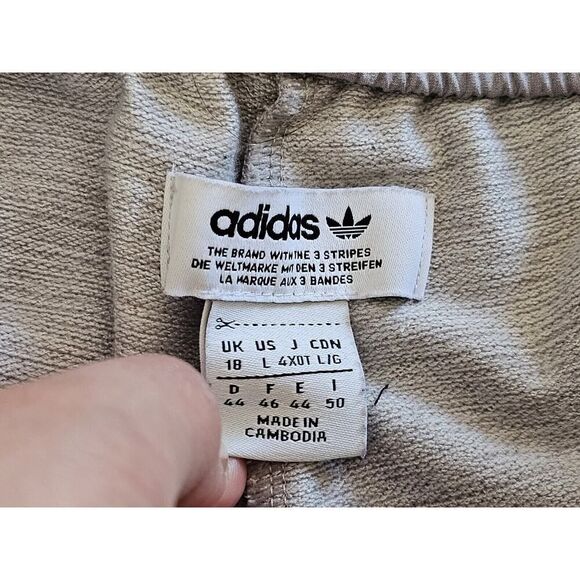 adidas
THE BRAND WITH THE 3 STRIPES
DIE WELTMARKE MIT DEN 3 STREIFEN
LA MARQUE AUX 3 BANDES
UK US J CDN
18 L 4XOT L/G
D F E I
44 46 44 50
MADE IN
CAMBODIA